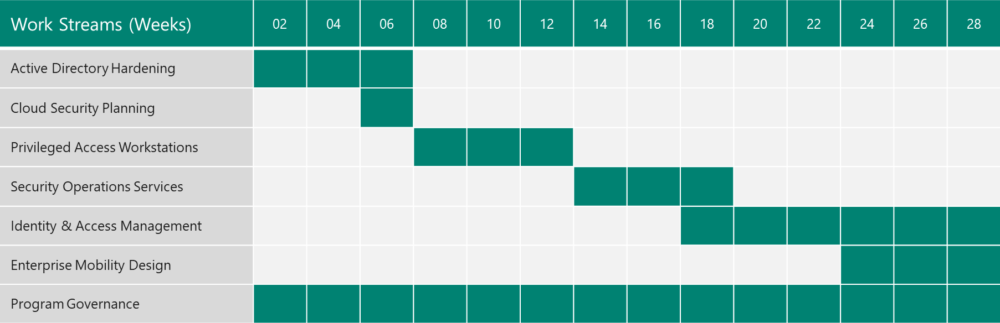 Work Streams (Weeks) 02 04 06 08 10 12 14 16 18 20 22 24 26 28
Active Directory Hardening
Cloud Security Planning
Privileged Access Workstations
Security Operations Services
Identity & Access Management
Enterprise Mobility Design
Program Governance